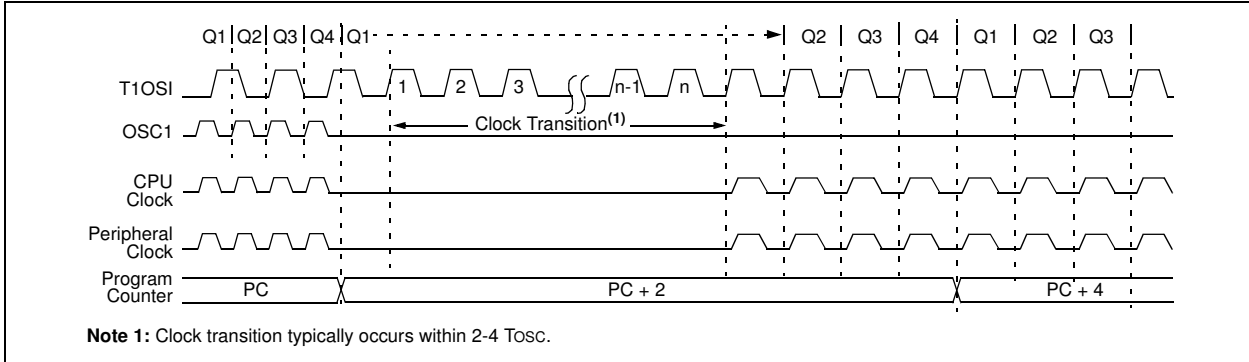 Q1 Q2 Q3 Q4 Q1 Q2 Q3 Q4 Q1 Q2 Q3
T1OSI 1 2 3 n-1 n
OSC1 Clock Transition(1)
CPU
Clock
Peripheral
Clock
Program
Counter PC PC + 2 PC + 4
Note 1: Clock transition typically occurs within 2-4 TOSC.